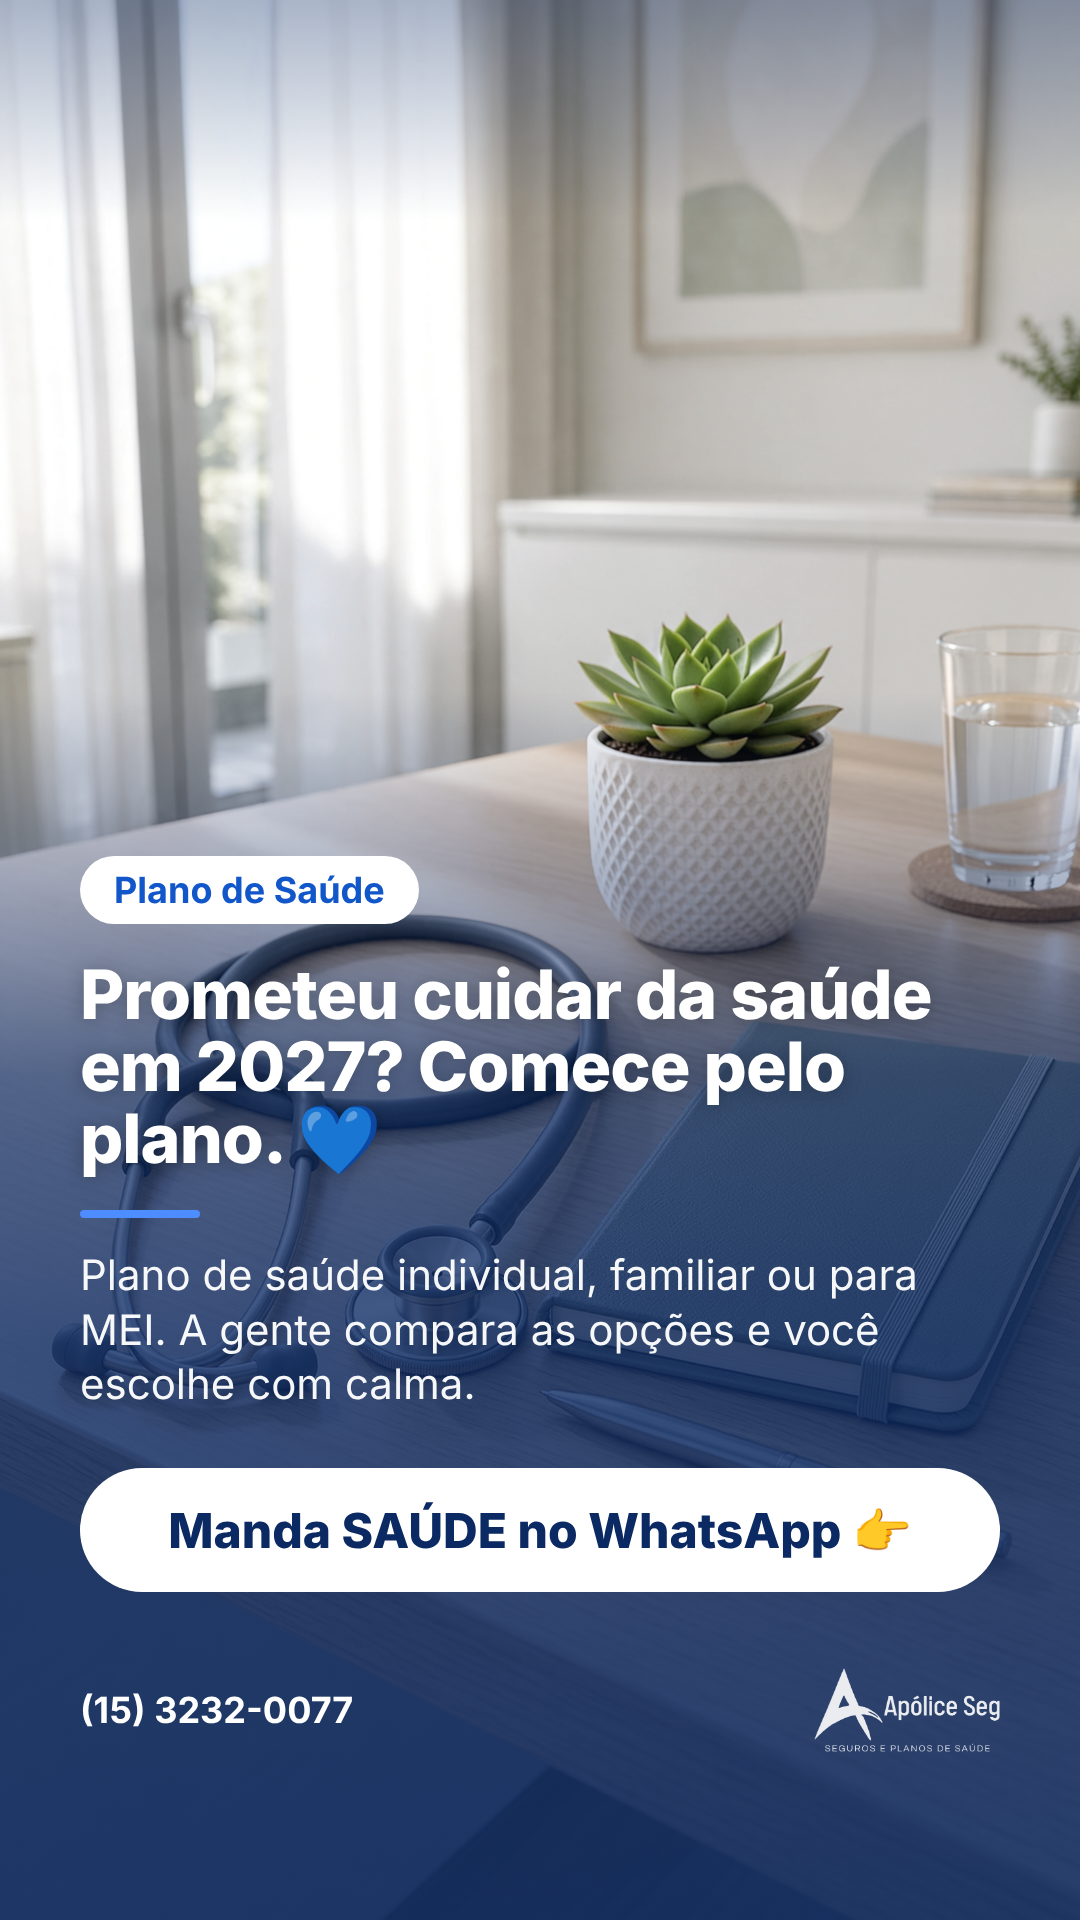 Plano de Saúde
Prometeu cuidar da saúde
em 2027? Comece pelo
plano. 💙
Plano de saúde individual, familiar ou para
MEI. A gente compara as opções e você
escolhe com calma.
Manda SAÚDE no WhatsApp 👉
(15) 3232-0077
Apólice Seg
SEGUROS E PLANOS DE SAÚDE